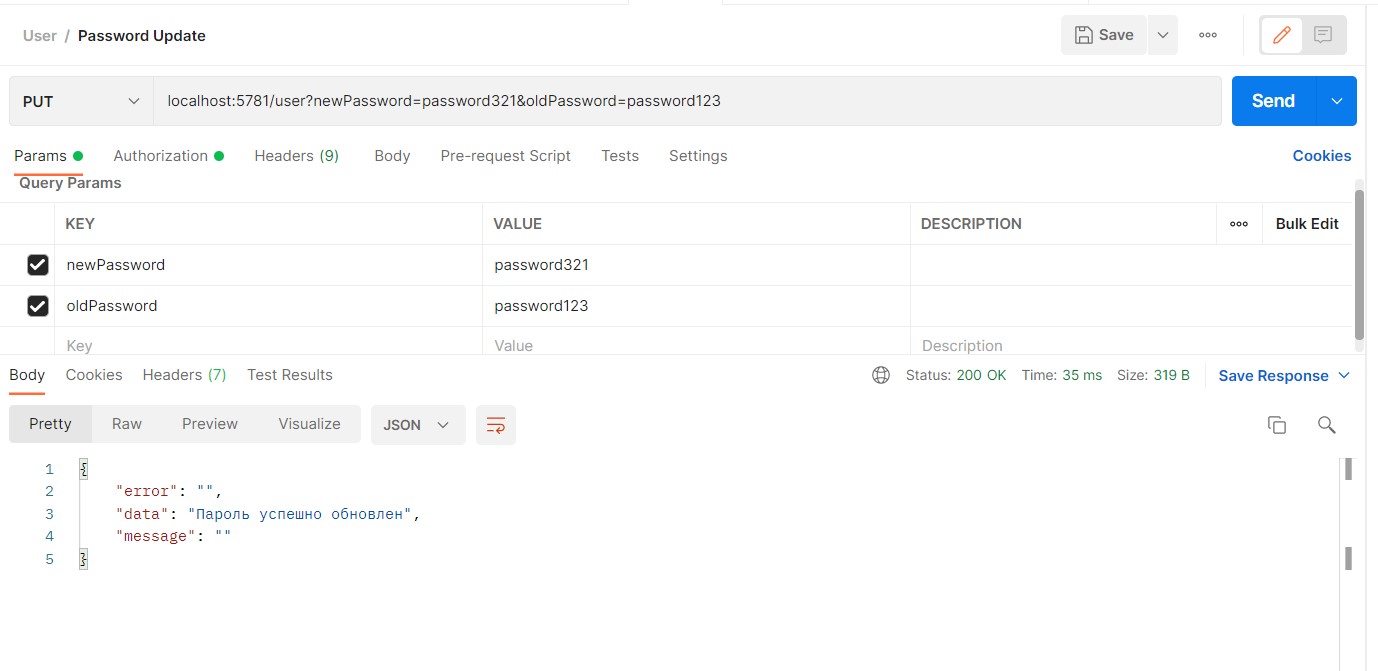 User / Password Update
Save
PUT
localhost:5781/user?newPassword=password321&oldPassword=password123
Send
Params Authorization Headers (9) Body Pre-request Script Tests Settings Cookies
Query Params
KEY VALUE DESCRIPTION Bulk Edit
newPassword password321
oldPassword password123
Key Value Description
Body Cookies Headers (7) Test Results Status: 200 OK Time: 35 ms Size: 319 B Save Response
Pretty Raw Preview Visualize JSON
1 {
2 "error": "",
3 "data": "Пароль успешно обновлен",
4 "message": ""
5 }